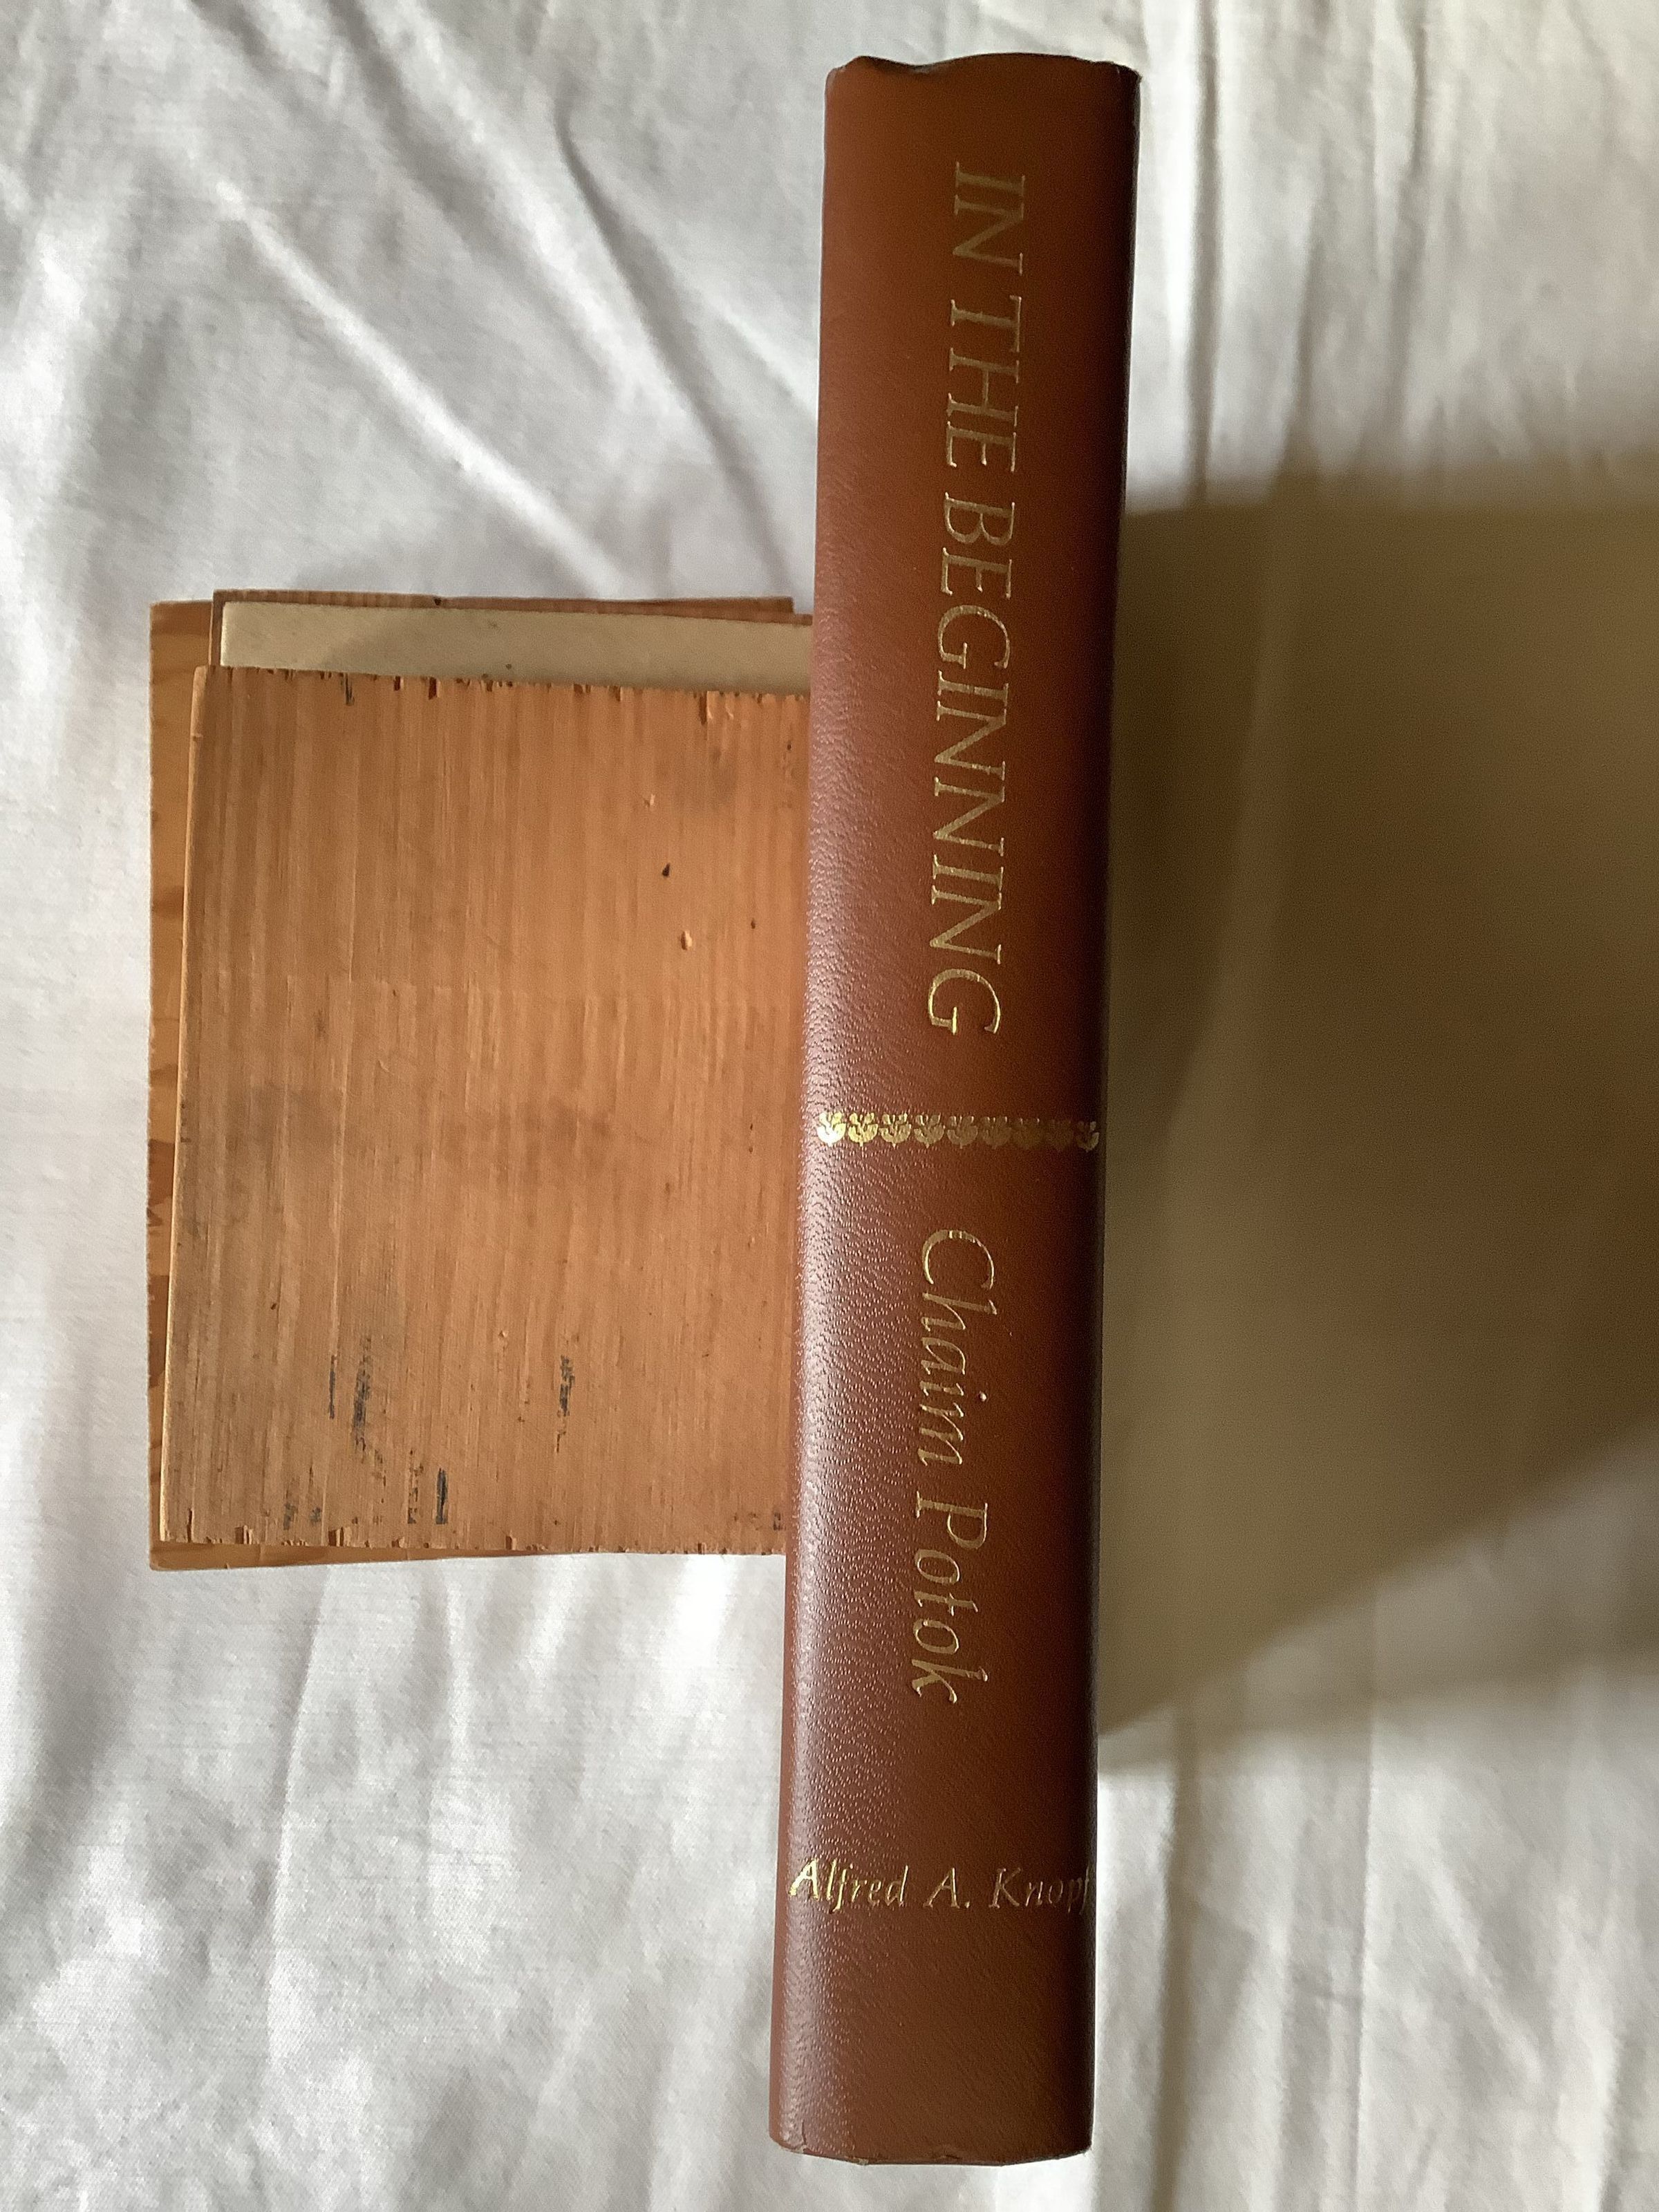 IN THE BEGINNING
Chaim Potok
Alfred A. Knopf